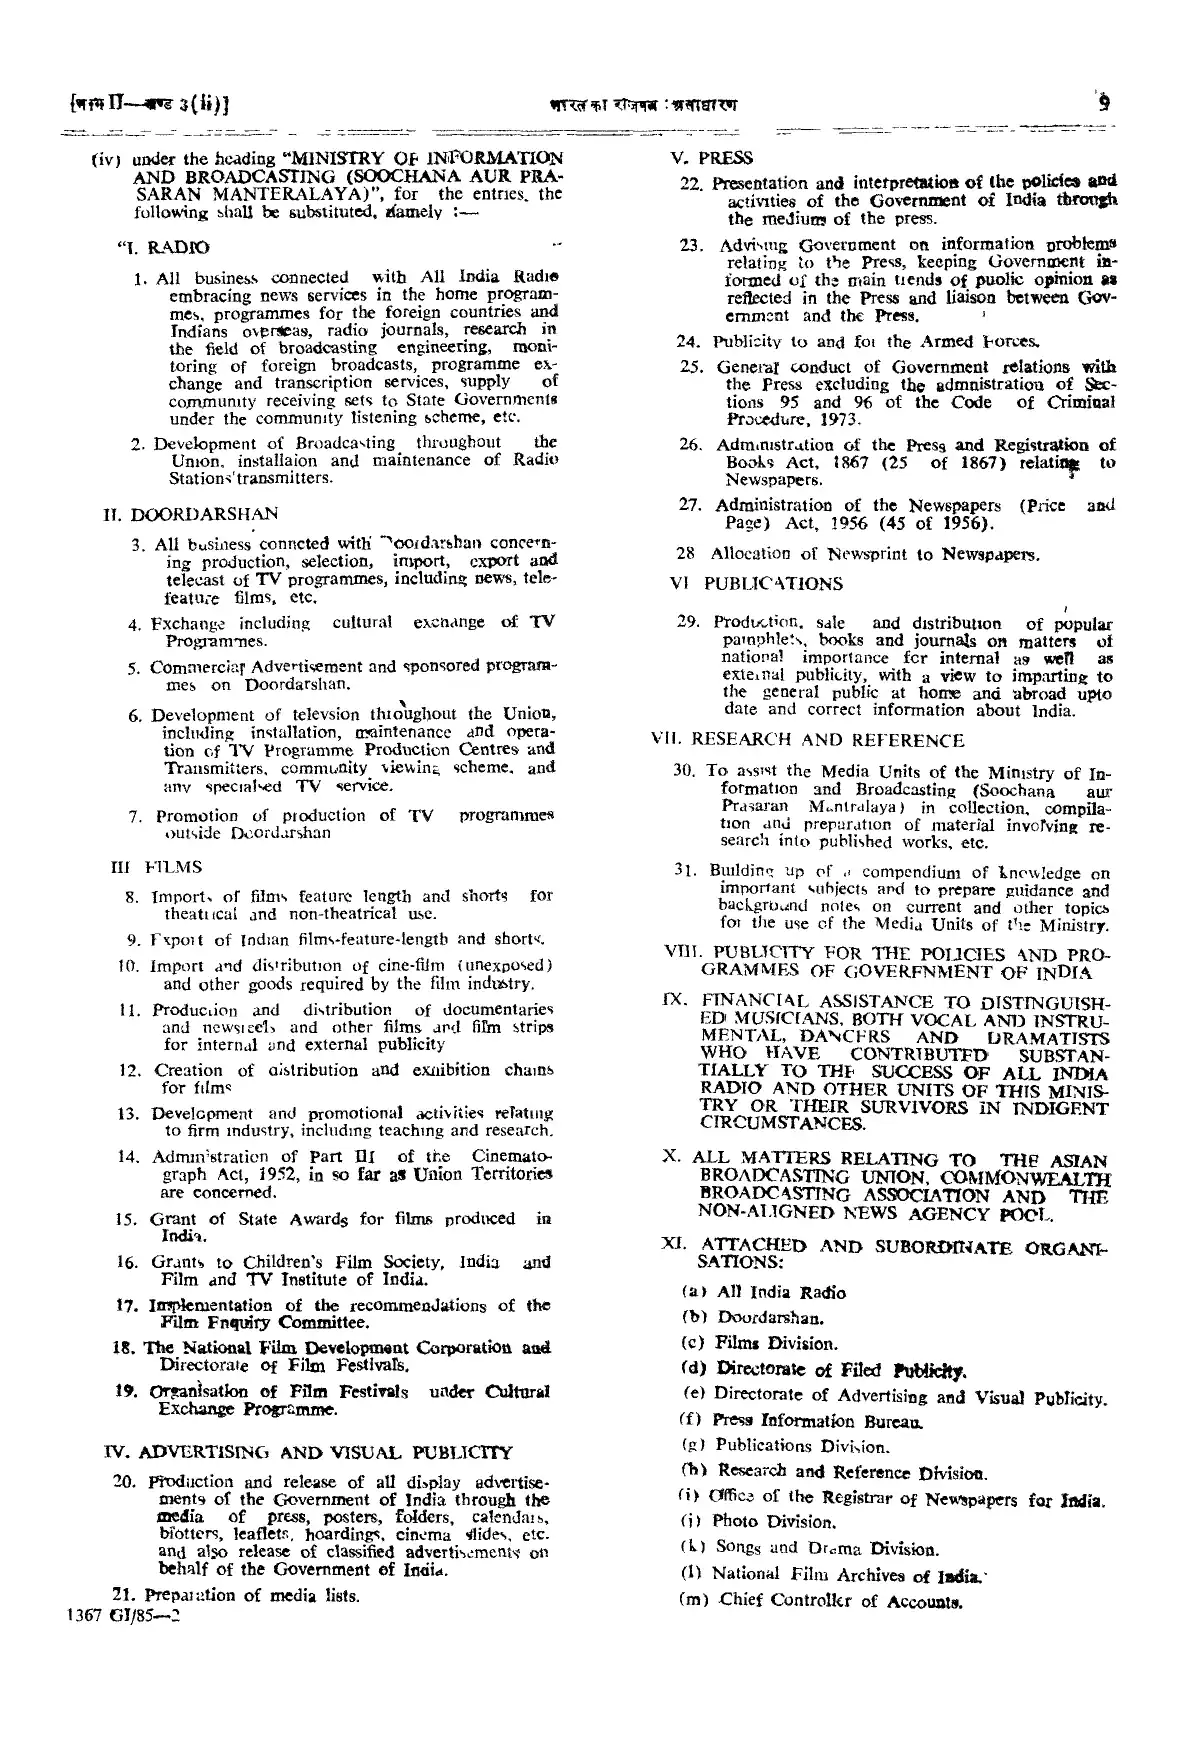 [भाग II—खण्ड 3(ii)]
भारत का राजपत्र : असाधारण
9
(iv) under the heading "MINISTRY OF INFORMATION
AND BROADCASTING (SOOCHANA AUR PRA-
SARAN MANTERALAYA)", for the entries, the
following shall be substituted, namely :—
"I. RADIO
1. All business connected with All India Radio
embracing news services in the home program-
mes, programmes for the foreign countries and
Indians overseas, radio journals, research in
the field of broadcasting engineering, moni-
toring of foreign broadcasts, programme ex-
change and transcription services, supply of
community receiving sets to State Governments
under the community listening scheme, etc.
2. Development of Broadcasting throughout the
Union, installaion and maintenance of Radio
Stations'transmitters.
II. DOORDARSHAN
3. All business conncted with Doordarshan concern-
ing production, selection, import, export and
telecast of TV programmes, including news, tele-
feature films, etc.
4. Exchange including cultural exchange of TV
Programmes.
5. Commercial Advertisement and sponsored program-
mes on Doordarshan.
6. Development of televsion throughout the Union,
including installation, maintenance and opera-
tion of TV Programme Production Centres and
Transmitters, community viewing scheme, and
any specialised TV service.
7. Promotion of production of TV programmes
outside Doordarshan
III FILMS
8. Imports of films feature length and shorts for
theatrical and non-theatrical use.
9. Export of Indian films-feature-length and shorts.
10. Import and distribution of cine-film (unexposed)
and other goods required by the film industry.
11. Production and distribution of documentaries
and newsreels and other films and film strips
for internal and external publicity
12. Creation of distribution and exhibition chains
for films
13. Development and promotional activities relating
to firm industry, including teaching and research.
14. Administration of Part III of the Cinemato-
graph Act, 1952, in so far as Union Territories
are concerned.
15. Grant of State Awards for films produced in
India.
16. Grants to Children's Film Society, India and
Film and TV Institute of India.
17. Implementation of the recommendations of the
Film Enquiry Committee.
18. The National Film Development Corporation and
Directorate of Film Festivals.
19. Organisation of Film Festivals under Cultural
Exchange Programme.
IV. ADVERTISING AND VISUAL PUBLICITY
20. Production and release of all display advertise-
ments of the Government of India through the
media of press, posters, folders, calendars,
blotters, leaflets, hoardings, cinema slides, etc.
and also release of classified advertisements on
behalf of the Government of India.
21. Preparation of media lists.
1367 GI/85—2
V. PRESS
22. Presentation and interpretation of the policies and
activities of the Government of India through
the medium of the press.
23. Advising Government on information problems
relating to the Press, keeping Government in-
formed of the main trends of public opinion as
reflected in the Press and liaison between Gov-
ernment and the Press.
24. Publicity to and for the Armed Forces.
25. General conduct of Government relations with
the Press excluding the admnistration of Sec-
tions 95 and 96 of the Code of Criminal
Procedure, 1973.
26. Administration of the Press and Registration of
Books Act, 1867 (25 of 1867) relating to
Newspapers.
27. Administration of the Newspapers (Price and
Page) Act, 1956 (45 of 1956).
28 Allocation of Newsprint to Newspapers.
VI PUBLICATIONS
29. Production, sale and distribution of popular
pamphlets, books and journals on matters of
national importance for internal as well as
external publicity, with a view to imparting to
the general public at home and abroad upto
date and correct information about India.
VII. RESEARCH AND REFERENCE
30. To assist the Media Units of the Ministry of In-
formation and Broadcasting (Soochana aur
Prasaran Mantralaya) in collection, compila-
tion and preparation of material involving re-
search into published works, etc.
31. Building up of a compendium of knowledge on
important subjects and to prepare guidance and
background notes on current and other topics
for the use of the Media Units of the Ministry.
VIII. PUBLICITY FOR THE POLICIES AND PRO-
GRAMMES OF GOVERFNMENT OF INDIA
IX. FINANCIAL ASSISTANCE TO DISTINGUISH-
ED MUSICIANS, BOTH VOCAL AND INSTRU-
MENTAL, DANCERS AND DRAMATISTS
WHO HAVE CONTRIBUTED SUBSTAN-
TIALLY TO THE SUCCESS OF ALL INDIA
RADIO AND OTHER UNITS OF THIS MINIS-
TRY OR THEIR SURVIVORS IN INDIGENT
CIRCUMSTANCES.
X. ALL MATTERS RELATING TO THE ASIAN
BROADCASTING UNION, COMMONWEALTH
BROADCASTING ASSOCIATION AND THE
NON-ALIGNED NEWS AGENCY POOL.
XI. ATTACHED AND SUBORDINATE ORGANI-
SATIONS:
(a) All India Radio
(b) Doordarshan.
(c) Films Division.
(d) Directorate of Filed Publicity.
(e) Directorate of Advertising and Visual Publicity.
(f) Press Information Bureau.
(g) Publications Division.
(h) Research and Reference Division.
(i) Office of the Registrar of Newspapers for India.
(j) Photo Division.
(k) Songs and Drama Division.
(l) National Film Archives of India.
(m) Chief Controller of Accounts.